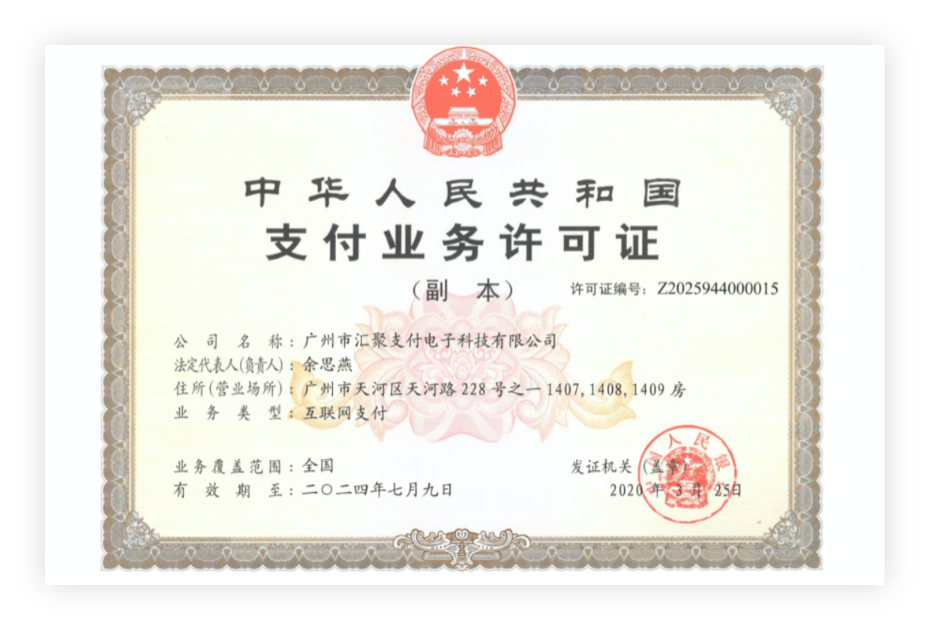 中华人民共和国
支付业务许可证
（副 本）
许可证编号：Z2025944000015
公司名称：广州市汇聚支付电子科技有限公司
法定代表人(负责人)：余思燕
住所(营业场所)：广州市天河区天河路228号之一1407,1408,1409房
业务类型：互联网支付
业务覆盖范围：全国
有效期至：二〇二四年七月九日
发证机关（盖章）
2020年3月25日